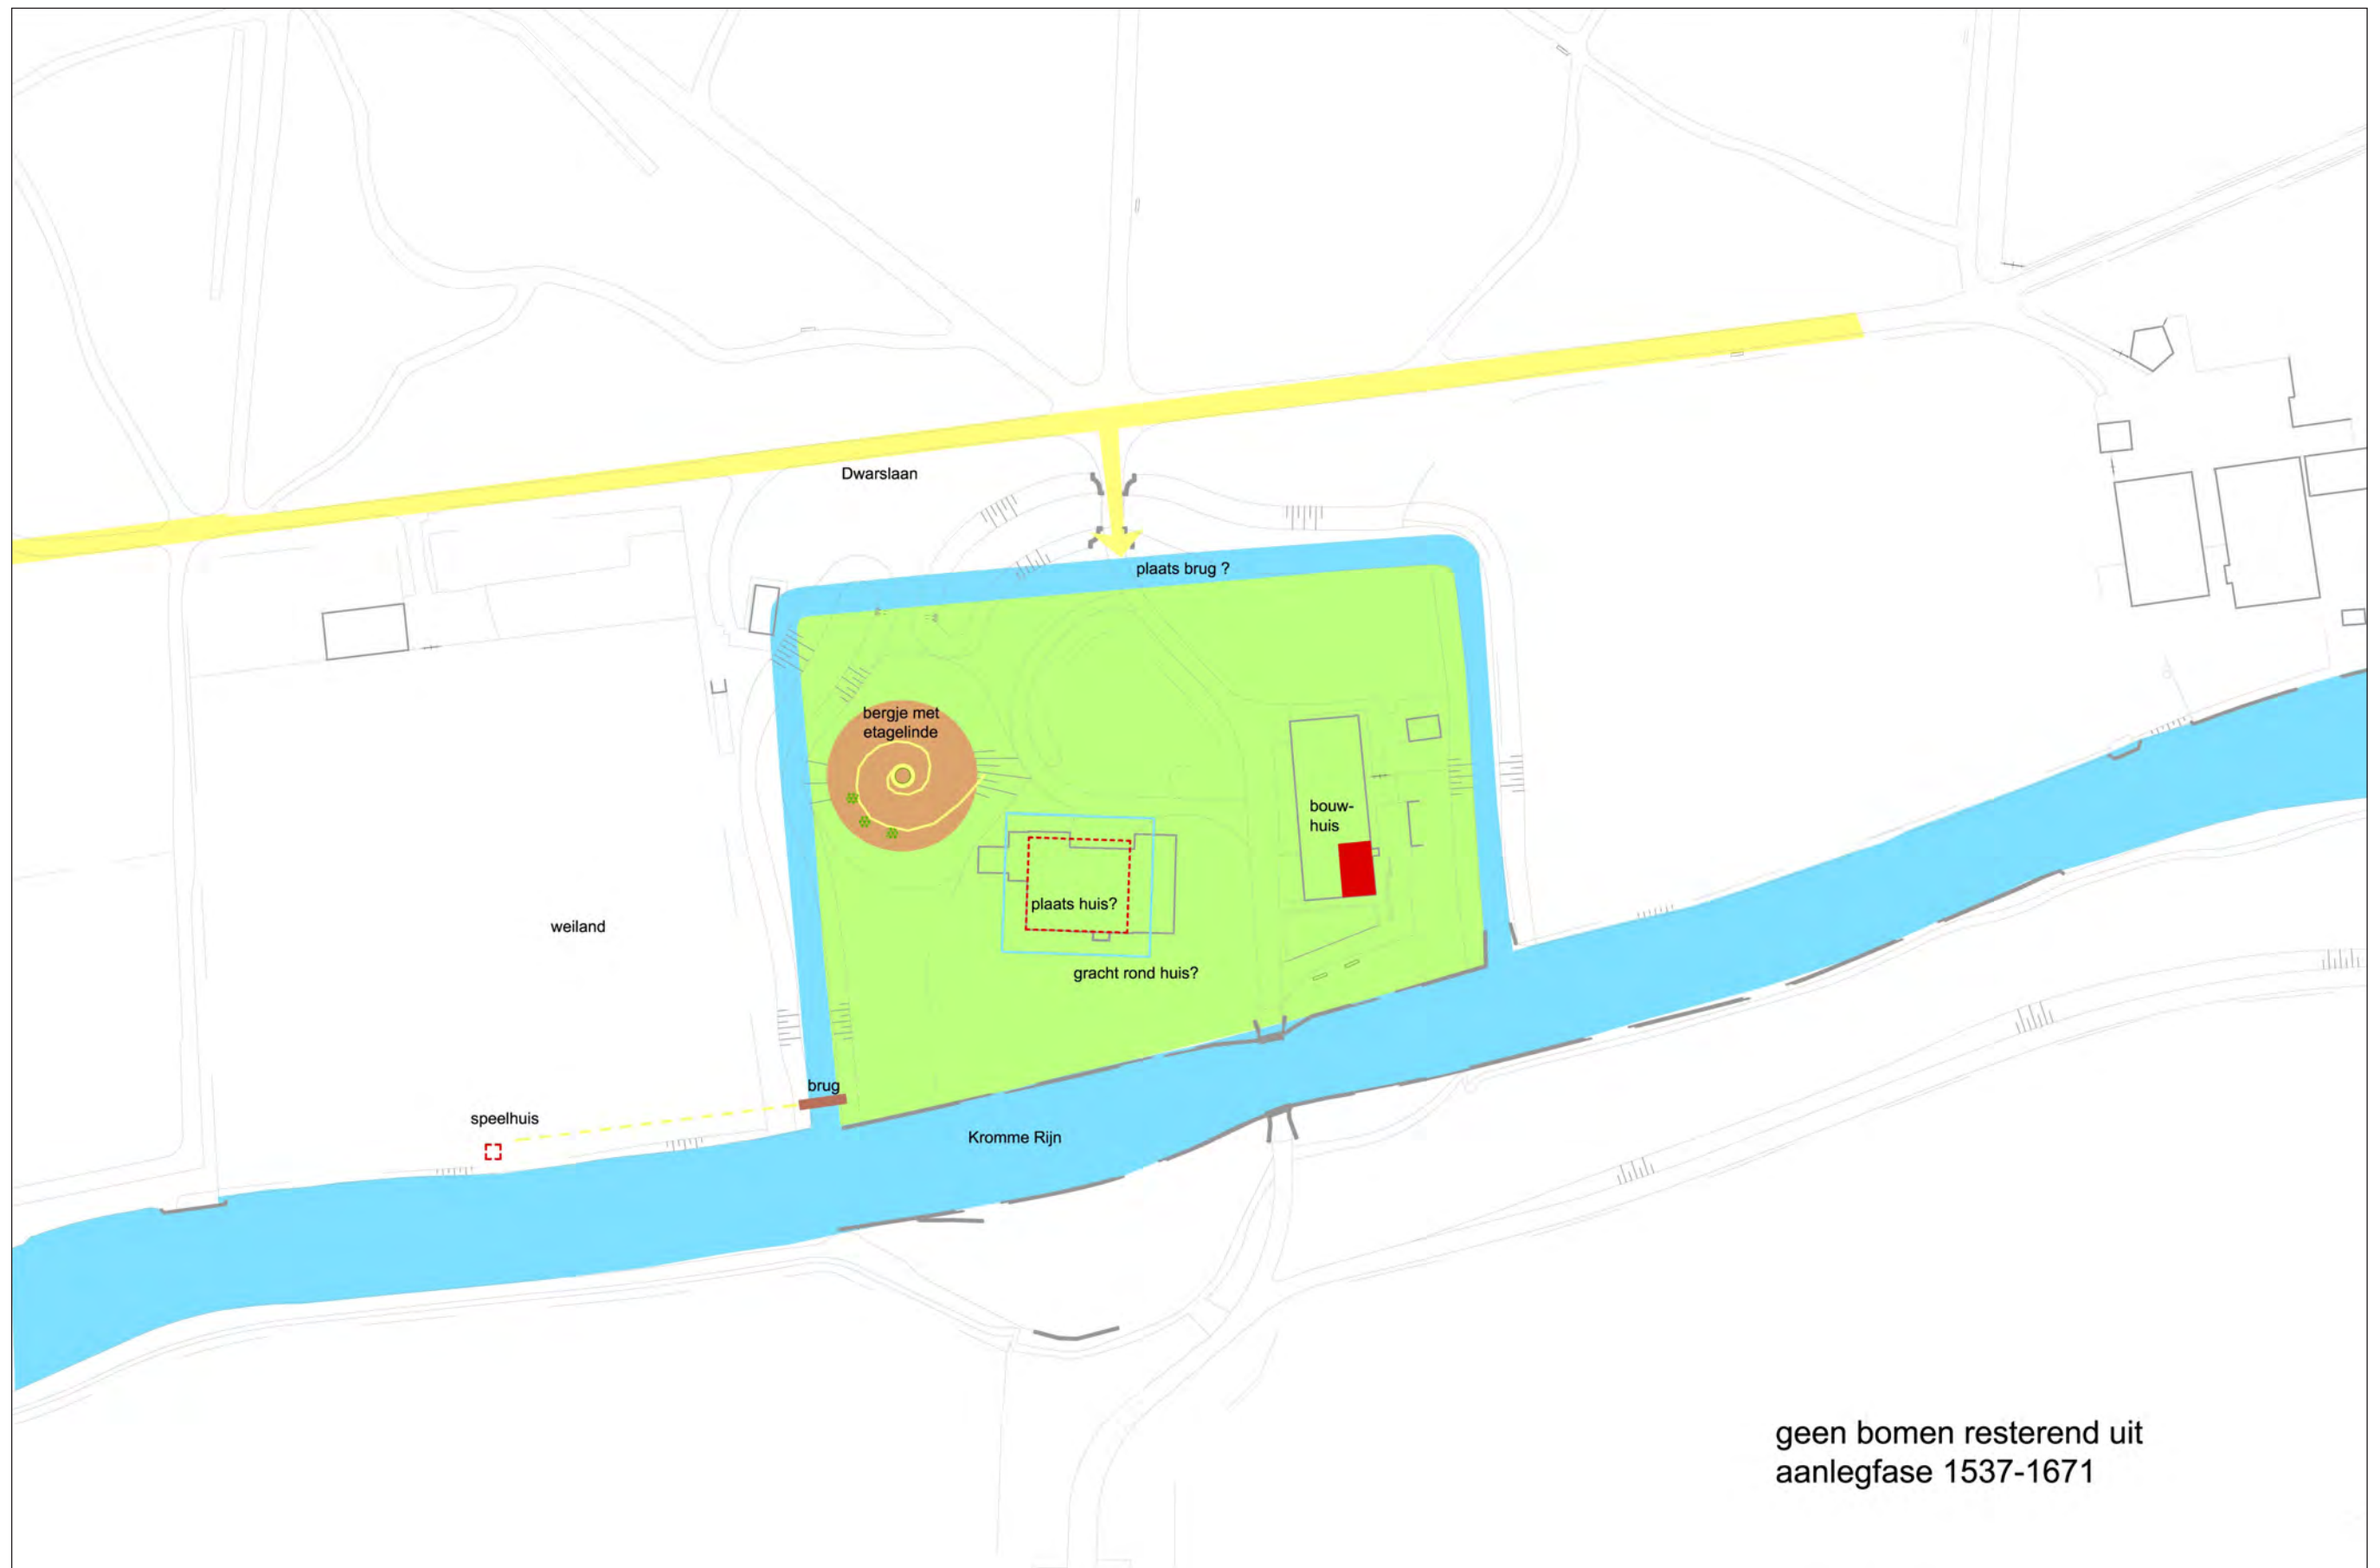 Dwarslaan
plaats brug ?
bergje met
etagelinde
bouw-
huis
plaats huis?
weiland
gracht rond huis?
brug
speelhuis
Kromme Rijn
geen bomen resterend uit
aanlegfase 1537-1671